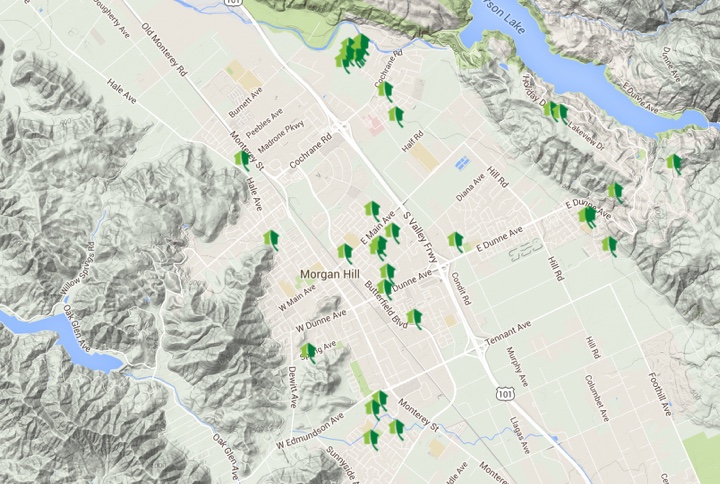 Dougherty Ave
101
Old Monterey Rd
Hale Ave
Burnett Ave
Peebles Ave
Madrone Pkwy
Cochrane Rd
Monterey St
Cochrane Rd
Half Rd
Hale Ave
Holiday Dr
Lakeview Dr
E Dunne Ave
Dunne Ave
Hill Rd
Diana Ave
E Dunne Ave
E Main Ave
S Valley Frwy
E Dunne Ave
Willow Springs Rd
Morgan Hill
W Main Ave
Dunne Ave
Condit Rd
Hill Rd
Butterfield Blvd
W Dunne Ave
Oak Glen Ave
Spring Ave
Tennant Ave
Hill Rd
Murphy Ave
Dewitt Ave
101
Columbet Ave
Foothill Ave
Monterey St
Llagas Ave
W Edmundson Ave
Oak Glen Ave
Sunnyside Av
Monterey